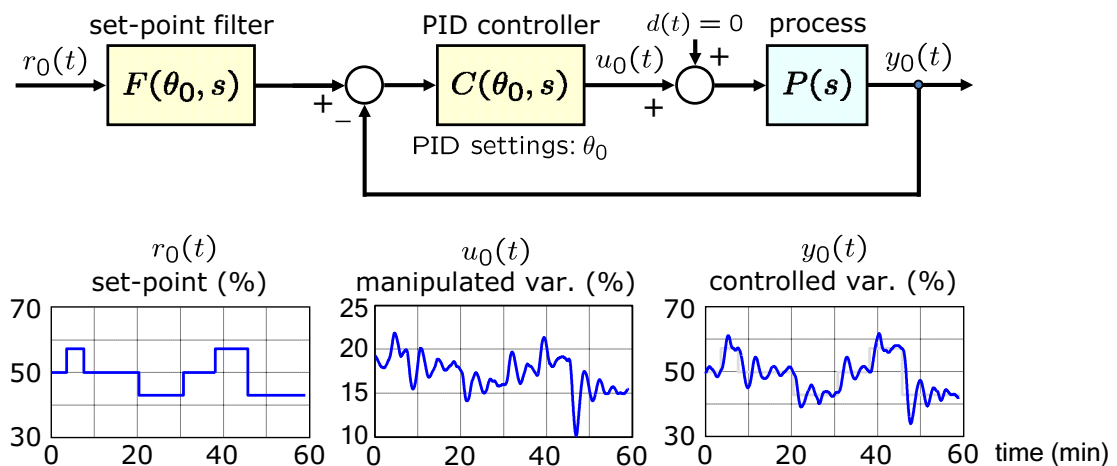 set-point filter
PID controller
d(t) = 0
process
r₀(t)
F(θ₀, s)
+
−
C(θ₀, s)
u₀(t)
+
+
P(s)
y₀(t)
PID settings: θ₀
r₀(t)
set-point (%)
u₀(t)
manipulated var. (%)
y₀(t)
controlled var. (%)
70
50
30
0 20 40 60
25
20
15
10
0 20 40 60
70
50
30
0 20 40 60
time (min)